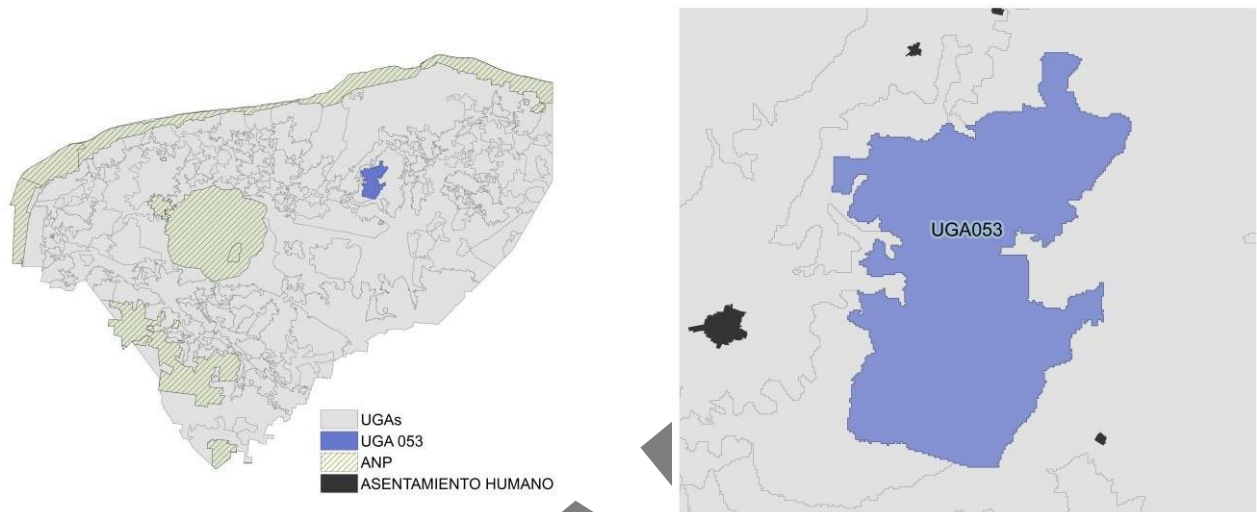 UGAs
UGA 053
ANP
ASENTAMIENTO HUMANO
UGA053